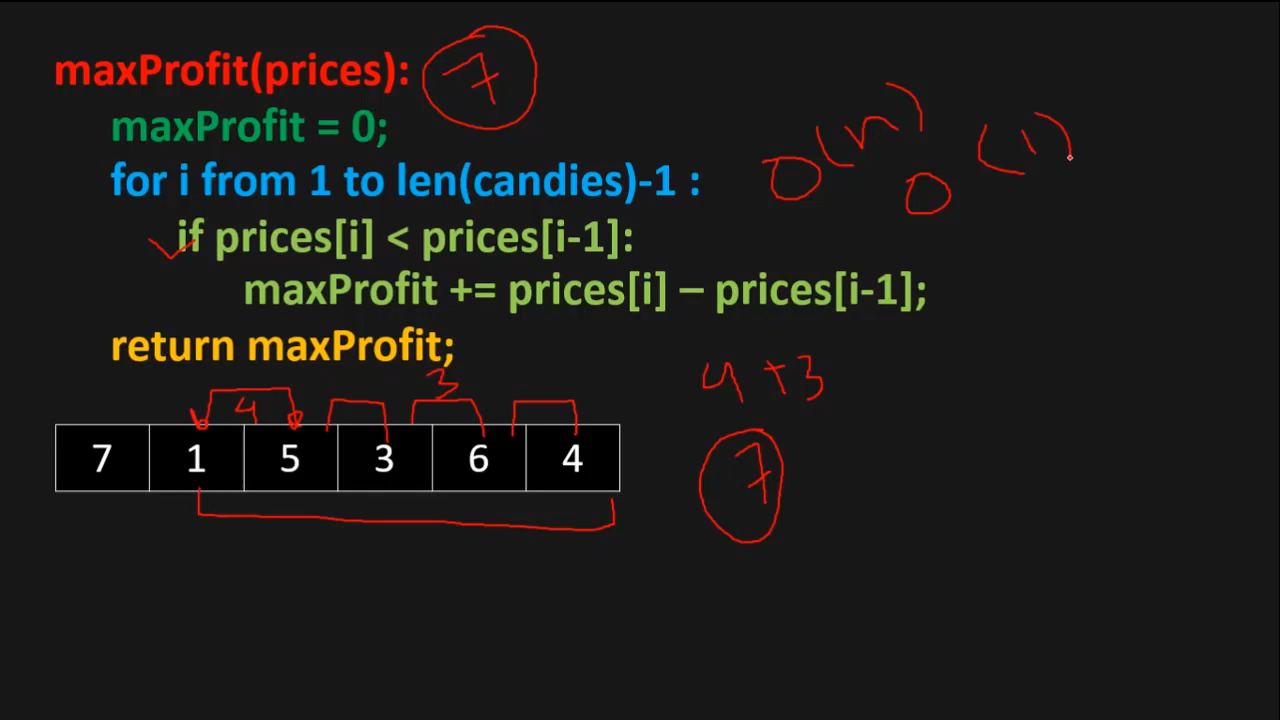 maxProfit(prices): 7
maxProfit = 0;
for i from 1 to len(candies)-1 : O(n) O(1)
if prices[i] < prices[i-1]:
maxProfit += prices[i] – prices[i-1];
return maxProfit;
4 3 4+3
7 1 5 3 6 4 7